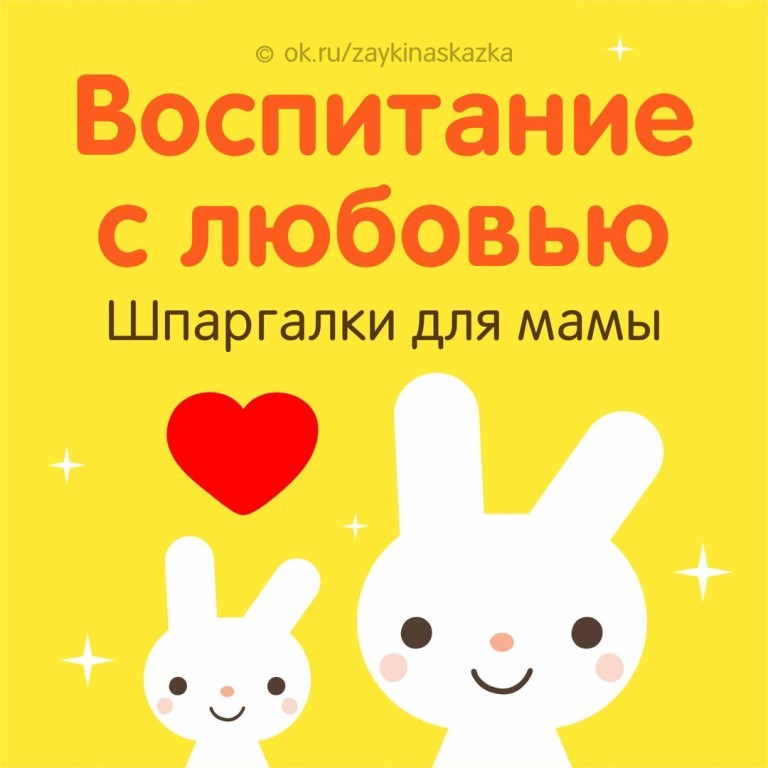 © ok.ru/zaykinaskazka
Воспитание
с любовью
Шпаргалки для мамы